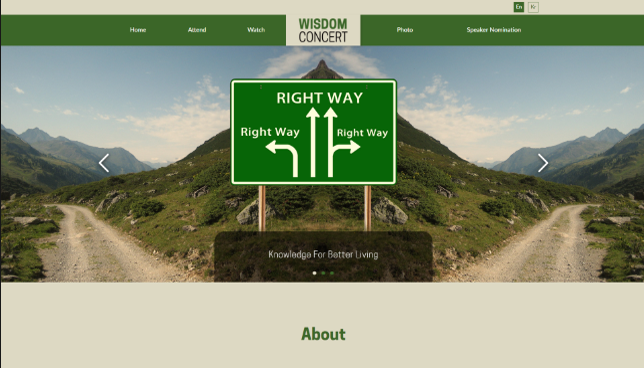 En Kr
Home Attend Watch WISDOM CONCERT Photo Speaker Nomination
RIGHT WAY
Right Way Right Way
Knowledge For Better Living
About